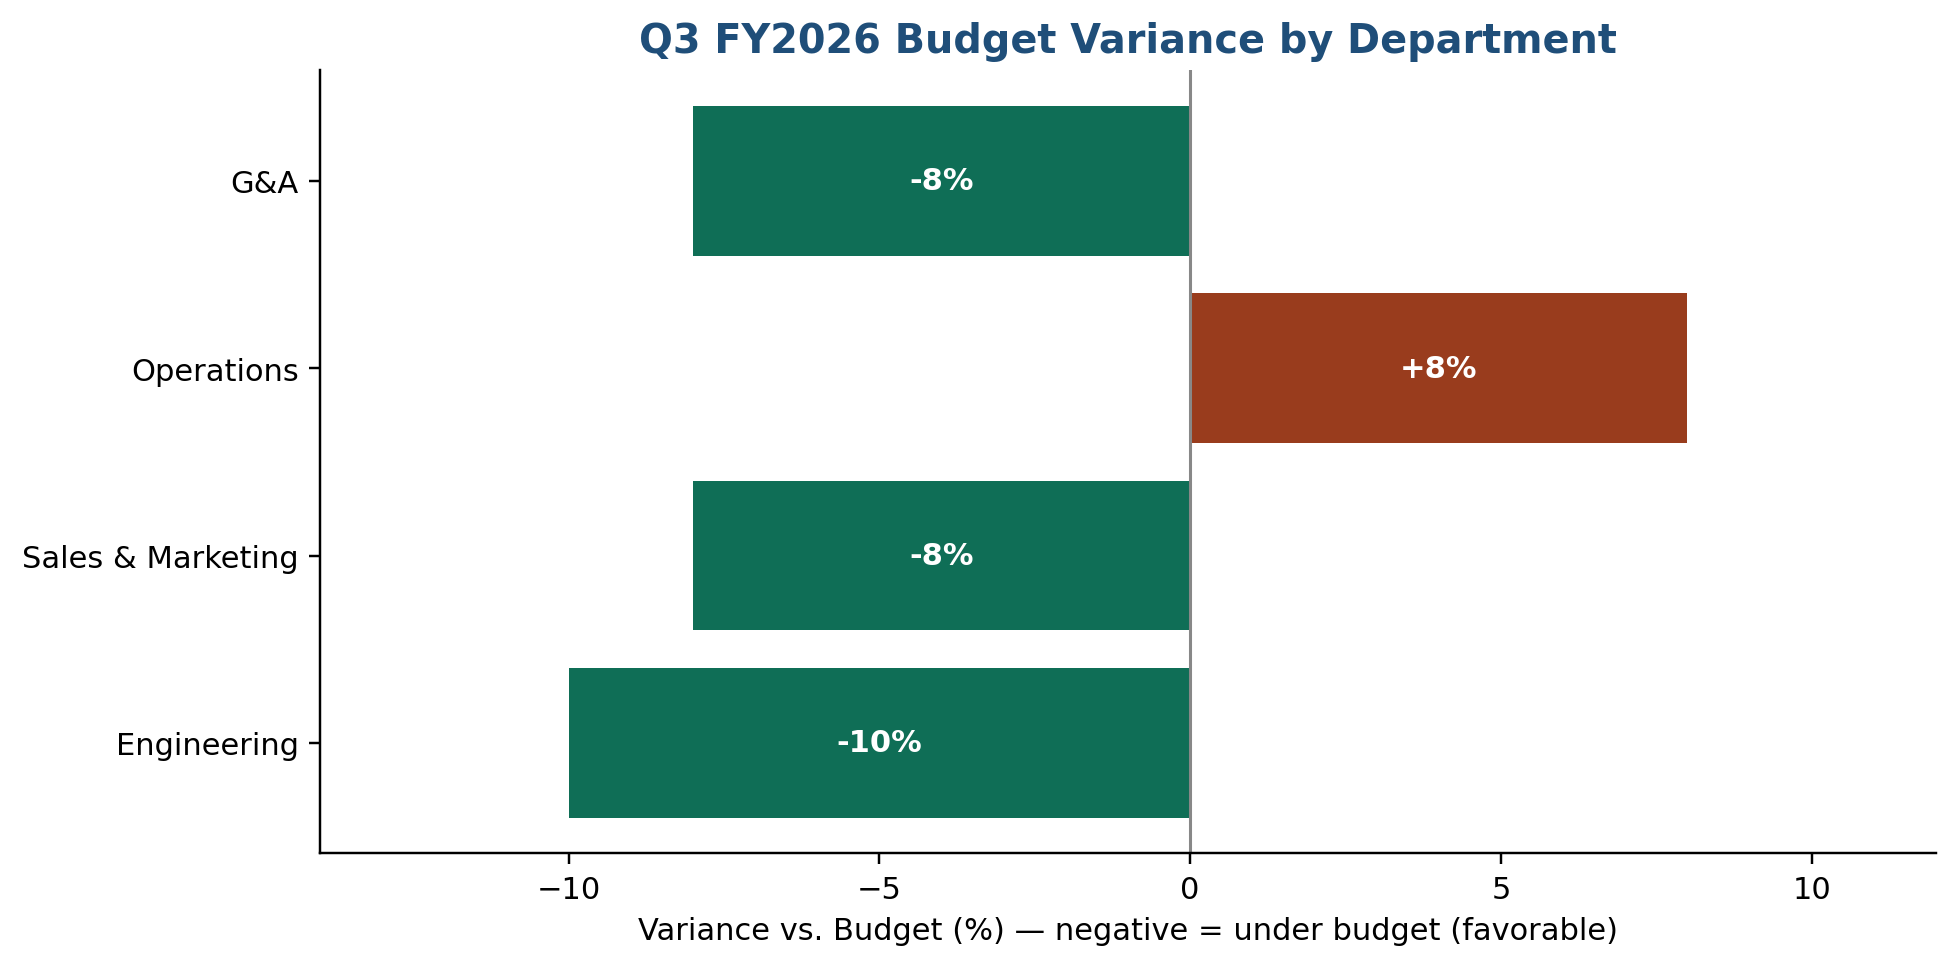 Q3 FY2026 Budget Variance by Department
G&A
-8%
Operations
+8%
Sales & Marketing
-8%
Engineering
-10%
−10
−5
0
5
10
Variance vs. Budget (%) — negative = under budget (favorable)